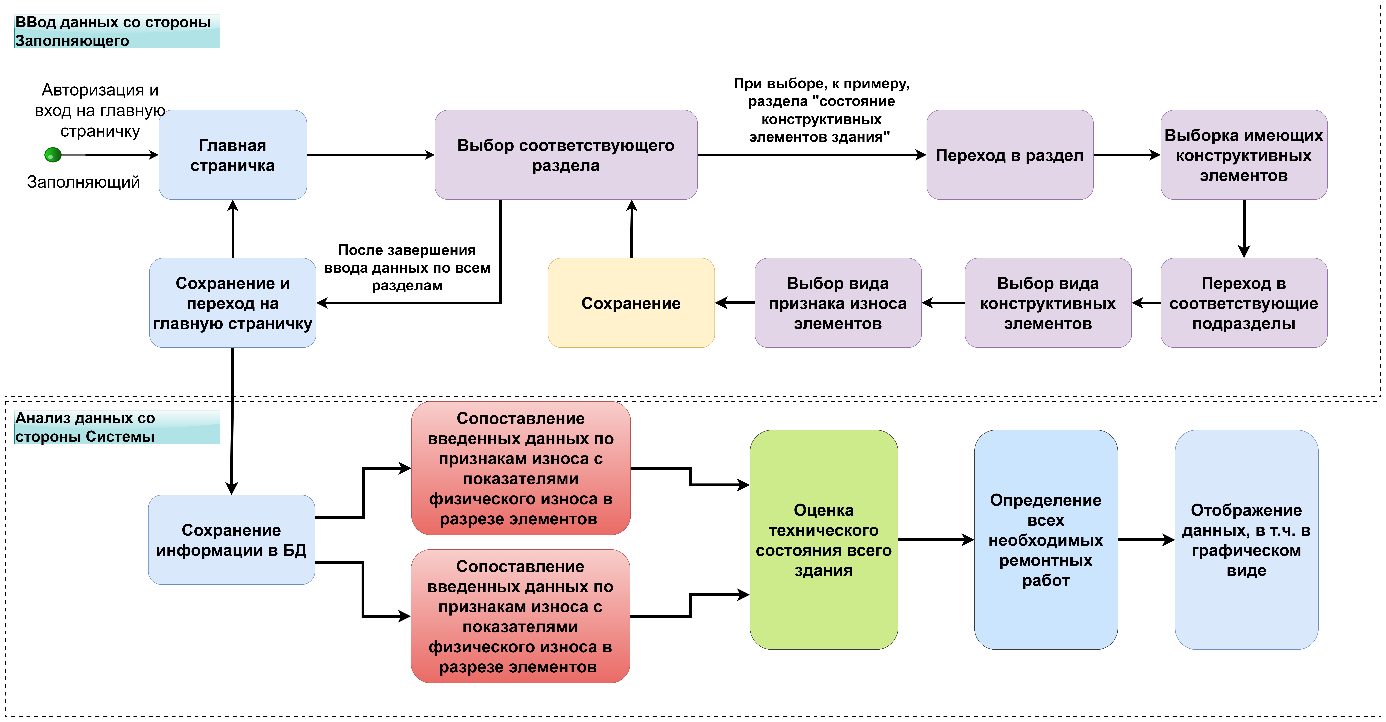 ВВод данных со стороны
Заполняющего
Авторизация и
вход на главную
страничку
Заполняющий
Главная
страничка
Выбор соответствующего
раздела
При выборе, к примеру,
раздела "состояние
конструктивных
элементов здания"
Переход в раздел
Выборка имеющих
конструктивных
элементов
После завершения
ввода данных по всем
разделам
Сохранение и
переход на
главную страничку
Сохранение
Выбор вида
признака износа
элементов
Выбор вида
конструктивных
элементов
Переход в
соответствующие
подразделы
Анализ данных со
стороны Системы
Сохранение
информации в БД
Сопоставление
введенных данных по
признакам износа с
показателями
физического износа в
разрезе элементов
Сопоставление
введенных данных по
признакам износа с
показателями
физического износа в
разрезе элементов
Оценка
технического
состояния всего
здания
Определение
всех
необходимых
ремонтных
работ
Отображение
данных, в т.ч. в
графическом
виде